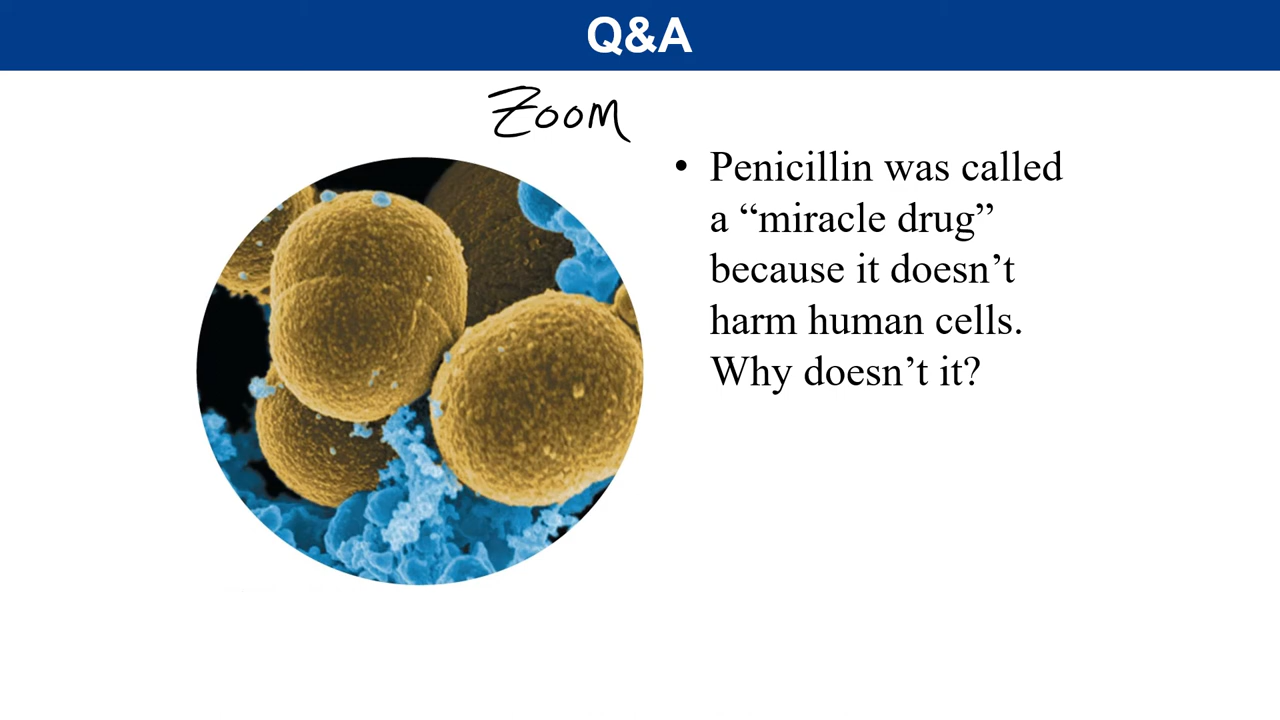 Q&A
Zoom
• Penicillin was called
a “miracle drug”
because it doesn’t
harm human cells.
Why doesn’t it?